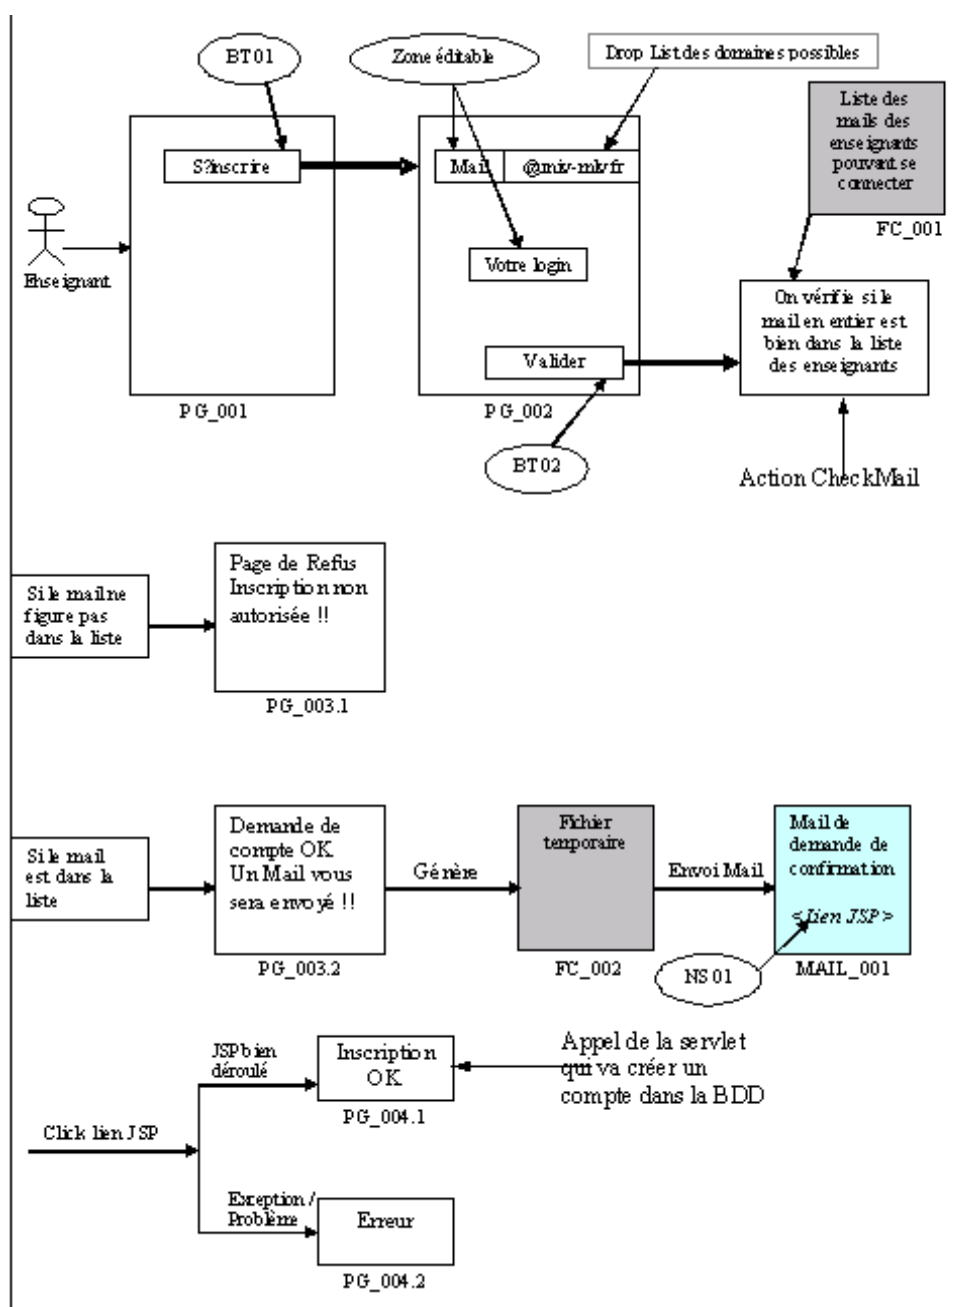 BT01
Zone éditable
Drop List des domaines possibles
Liste des
mails des
enseignants
pouvant se
connecter
FC_001
S?inscrire
Mail
@univ-mlv.fr
Votre login
Enseignant
On vérifie si le
mail en entier est
bien dans la liste
des enseignants
Valider
PG_001
PG_002
BT02
Action CheckMail
Si le mail ne
figure pas
dans la liste
Page de Refus
Inscription non
autorisée !!
PG_003.1
Si le mail
est dans la
liste
Demande de
compte OK
Un Mail vous
sera envoyé !!
PG_003.2
Génère
Fichier
temporaire
FC_002
Envoi Mail
Mail de
demande de
confirmation
<Lien JSP>
MAIL_001
NS01
JSP bien
déroulé
Inscription
OK
PG_004.1
Appel de la servlet
qui va créer un
compte dans la BDD
Click lien JSP
Exception /
Problème
Erreur
PG_004.2